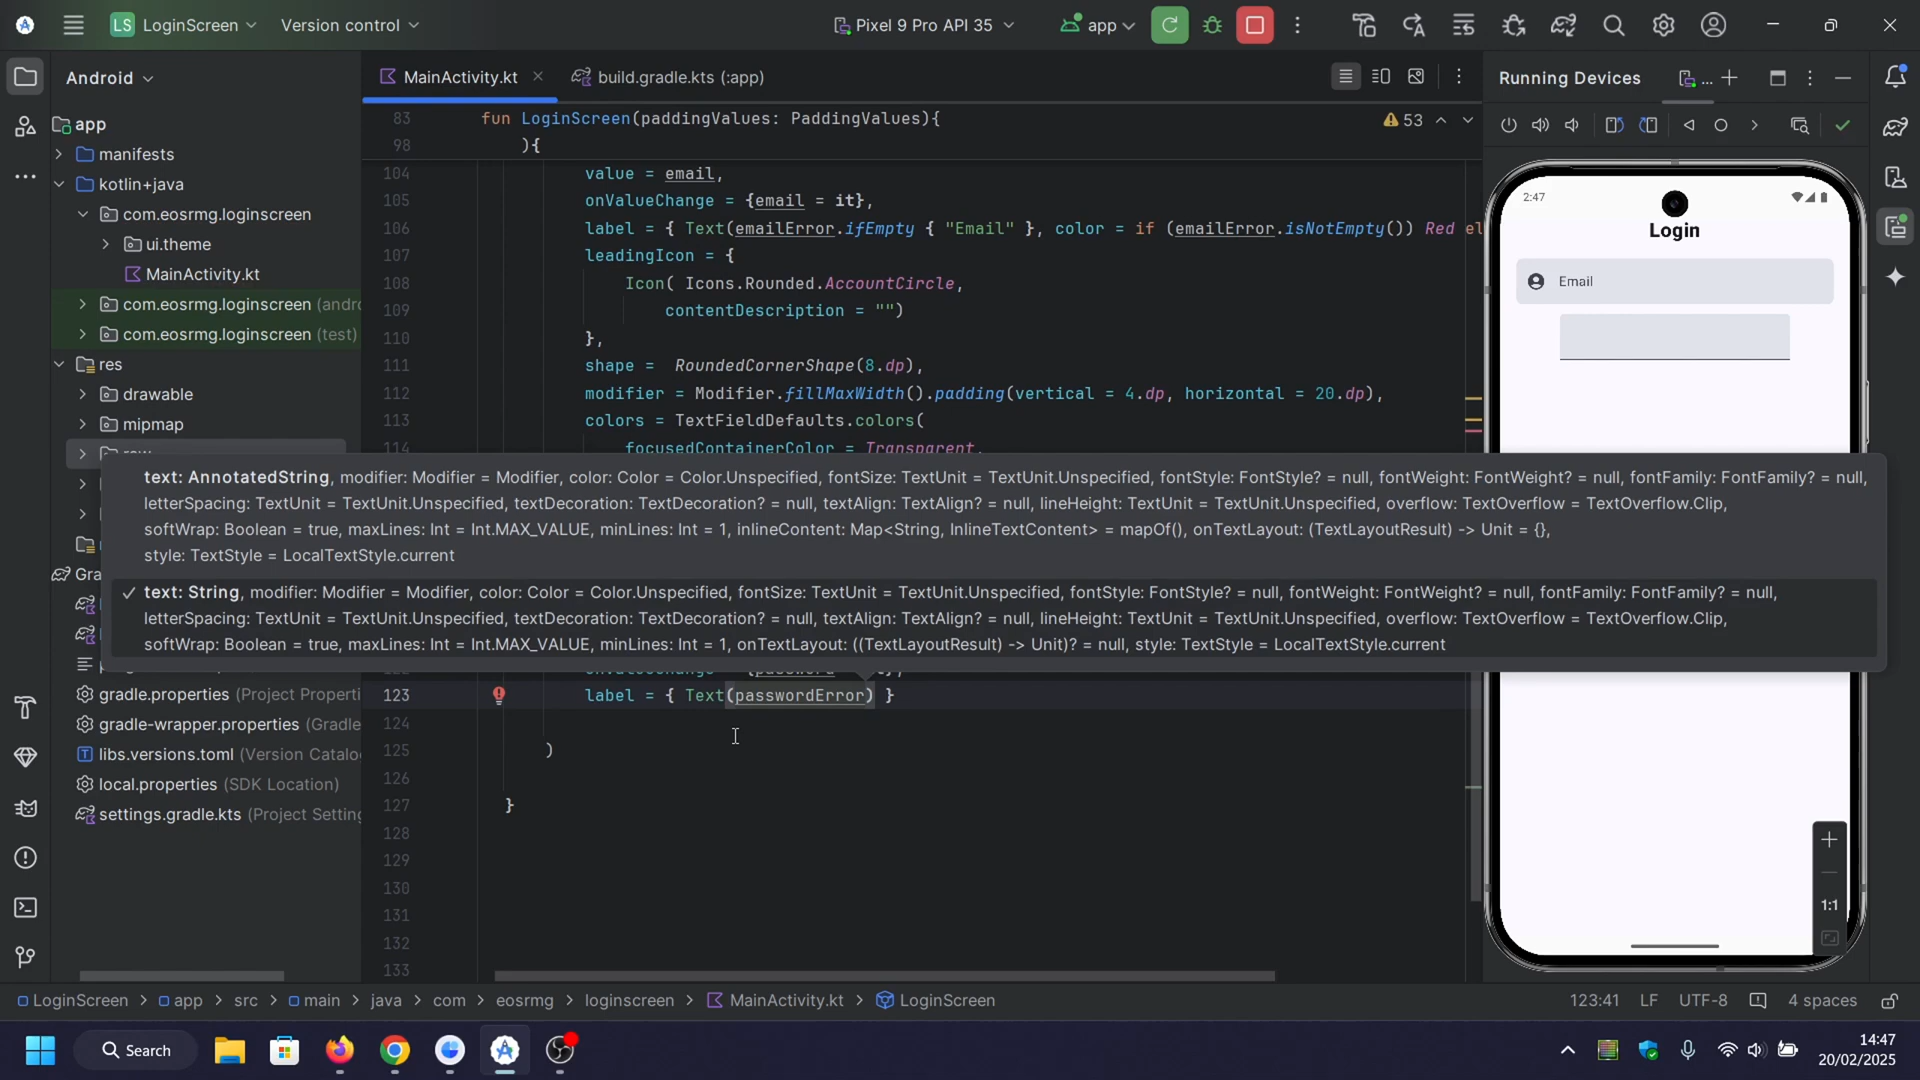 LS LoginScreen Version control Pixel 9 Pro API 35 app
Android
MainActivity.kt build.gradle.kts (:app)
Running Devices
app
manifests
kotlin+java
com.eosrmg.loginscreen
ui.theme
MainActivity.kt
com.eosrmg.loginscreen (andro
com.eosrmg.loginscreen (test)
res
drawable
mipmap
Gra
gradle.properties (Project Properti
gradle-wrapper.properties (Gradle
libs.versions.toml (Version Catalo
local.properties (SDK Location)
settings.gradle.kts (Project Setting
83 fun LoginScreen(paddingValues: PaddingValues){
53
98 ){
104 value = email,
105 onValueChange = {email = it},
106 label = { Text(emailError.ifEmpty { "Email" }, color = if (emailError.isNotEmpty()) Red el
107 leadingIcon = {
108 Icon( Icons.Rounded.AccountCircle,
109 contentDescription = "")
110 },
111 shape = RoundedCornerShape(8.dp),
112 modifier = Modifier.fillMaxWidth().padding(vertical = 4.dp, horizontal = 20.dp),
113 colors = TextFieldDefaults.colors(
114 focusedContainerColor = Transparent,
text: AnnotatedString, modifier: Modifier = Modifier, color: Color = Color.Unspecified, fontSize: TextUnit = TextUnit.Unspecified, fontStyle: FontStyle? = null, fontWeight: FontWeight? = null, fontFamily: FontFamily? = null,
letterSpacing: TextUnit = TextUnit.Unspecified, textDecoration: TextDecoration? = null, textAlign: TextAlign? = null, lineHeight: TextUnit = TextUnit.Unspecified, overflow: TextOverflow = TextOverflow.Clip,
softWrap: Boolean = true, maxLines: Int = Int.MAX_VALUE, minLines: Int = 1, inlineContent: Map<String, InlineTextContent> = mapOf(), onTextLayout: (TextLayoutResult) -> Unit = {},
style: TextStyle = LocalTextStyle.current
text: String, modifier: Modifier = Modifier, color: Color = Color.Unspecified, fontSize: TextUnit = TextUnit.Unspecified, fontStyle: FontStyle? = null, fontWeight: FontWeight? = null, fontFamily: FontFamily? = null,
letterSpacing: TextUnit = TextUnit.Unspecified, textDecoration: TextDecoration? = null, textAlign: TextAlign? = null, lineHeight: TextUnit = TextUnit.Unspecified, overflow: TextOverflow = TextOverflow.Clip,
softWrap: Boolean = true, maxLines: Int = Int.MAX_VALUE, minLines: Int = 1, onTextLayout: ((TextLayoutResult) -> Unit)? = null, style: TextStyle = LocalTextStyle.current
123 label = { Text(passwordError) }
124
125 )
126
127 }
128
129
130
131
132
133
2:47
Login
Email
1:1
LoginScreen > app > src > main > java > com > eosrmg > loginscreen > MainActivity.kt > LoginScreen
123:41 LF UTF-8 4 spaces
Search
14:47
20/02/2025